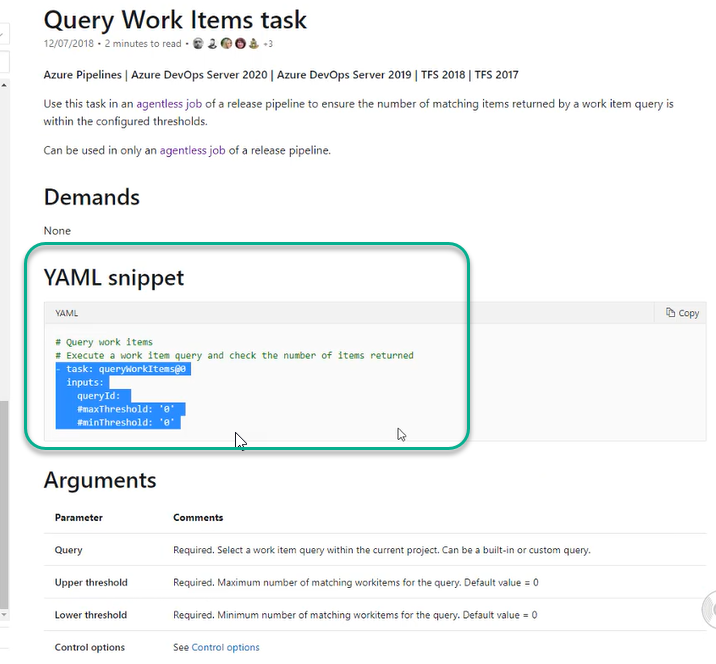 Query Work Items task
12/07/2018 • 2 minutes to read • +3
Azure Pipelines | Azure DevOps Server 2020 | Azure DevOps Server 2019 | TFS 2018 | TFS 2017
Use this task in an agentless job of a release pipeline to ensure the number of matching items returned by a work item query is
within the configured thresholds.
Can be used in only an agentless job of a release pipeline.
Demands
None
YAML snippet
YAML
Copy
# Query work items
# Execute a work item query and check the number of items returned
- task: queryWorkItems@0
inputs:
queryId:
#maxThreshold: '0'
#minThreshold: '0'
Arguments
Parameter Comments
Query Required. Select a work item query within the current project. Can be a built-in or custom query.
Upper threshold Required. Maximum number of matching workitems for the query. Default value = 0
Lower threshold Required. Minimum number of matching workitems for the query. Default value = 0
Control options See Control options